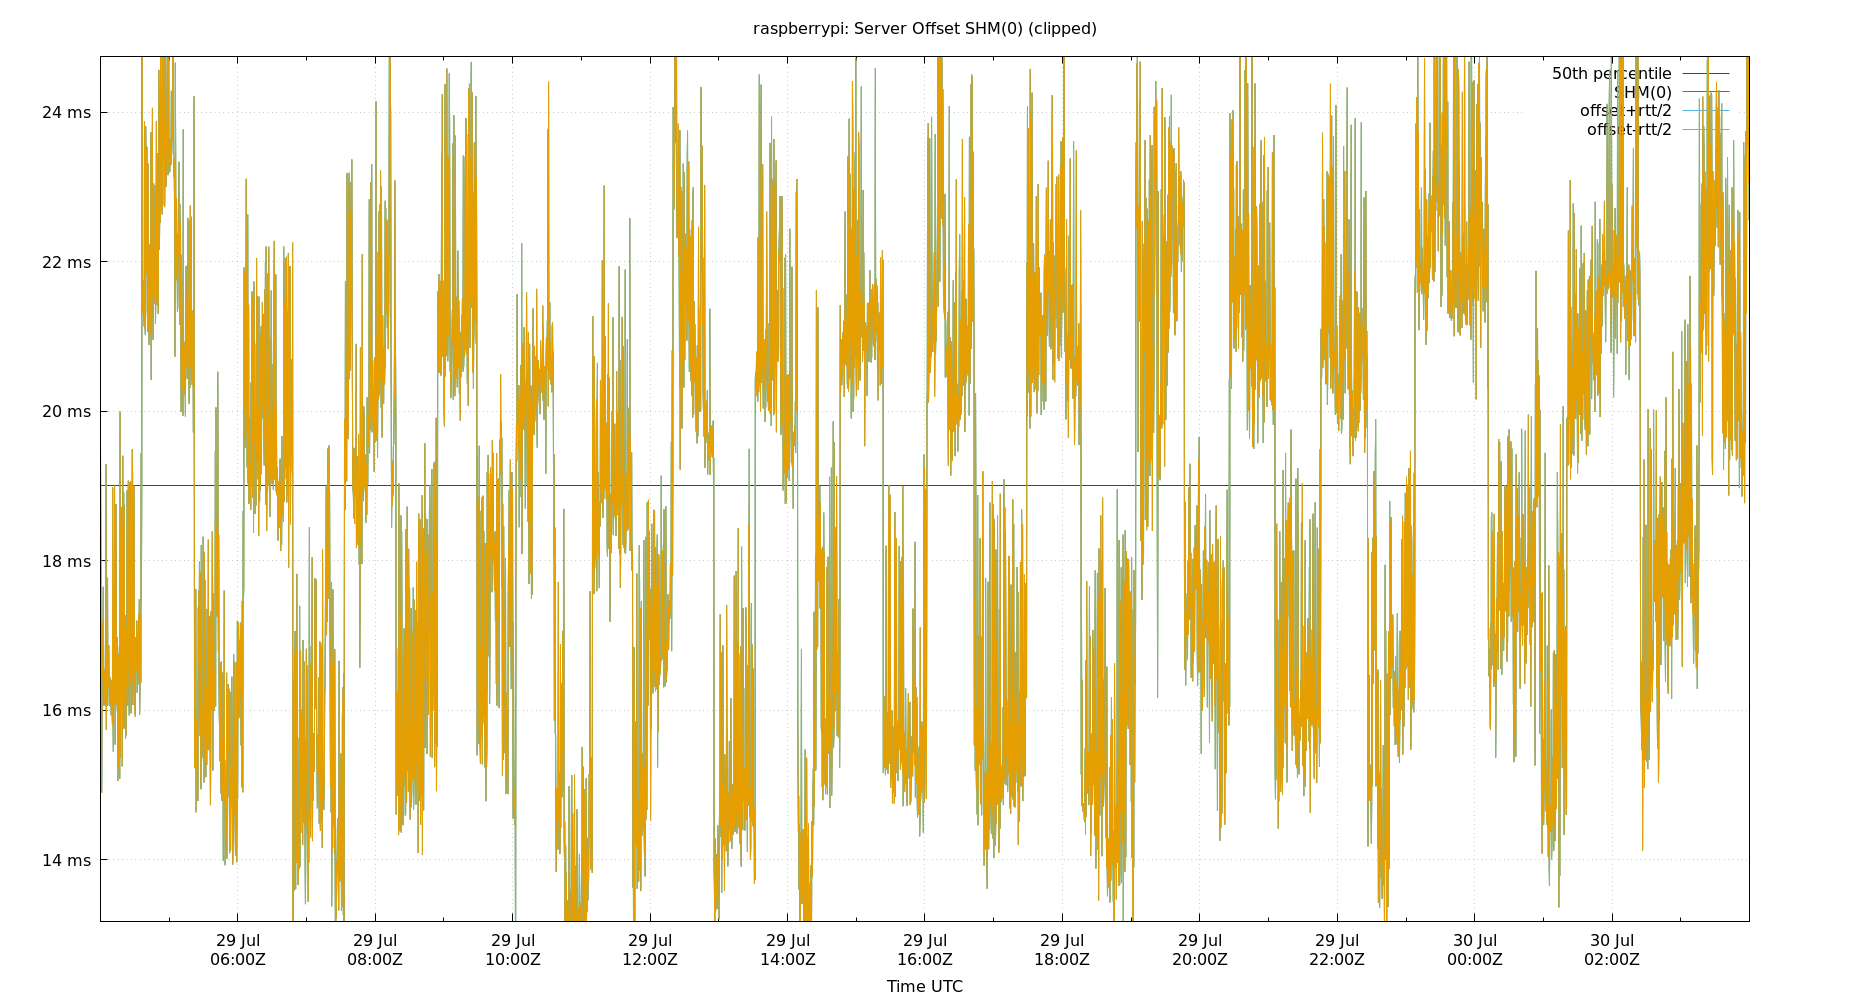 raspberrypi: Server Offset SHM(0) (clipped)
50th percentile
SHM(0)
offset+rtt/2
offset-rtt/2
24 ms
22 ms
20 ms
18 ms
16 ms
14 ms
29 Jul 29 Jul 29 Jul 29 Jul 29 Jul 29 Jul 29 Jul 29 Jul 29 Jul 30 Jul 30 Jul
06:00Z 08:00Z 10:00Z 12:00Z 14:00Z 16:00Z 18:00Z 20:00Z 22:00Z 00:00Z 02:00Z
Time UTC